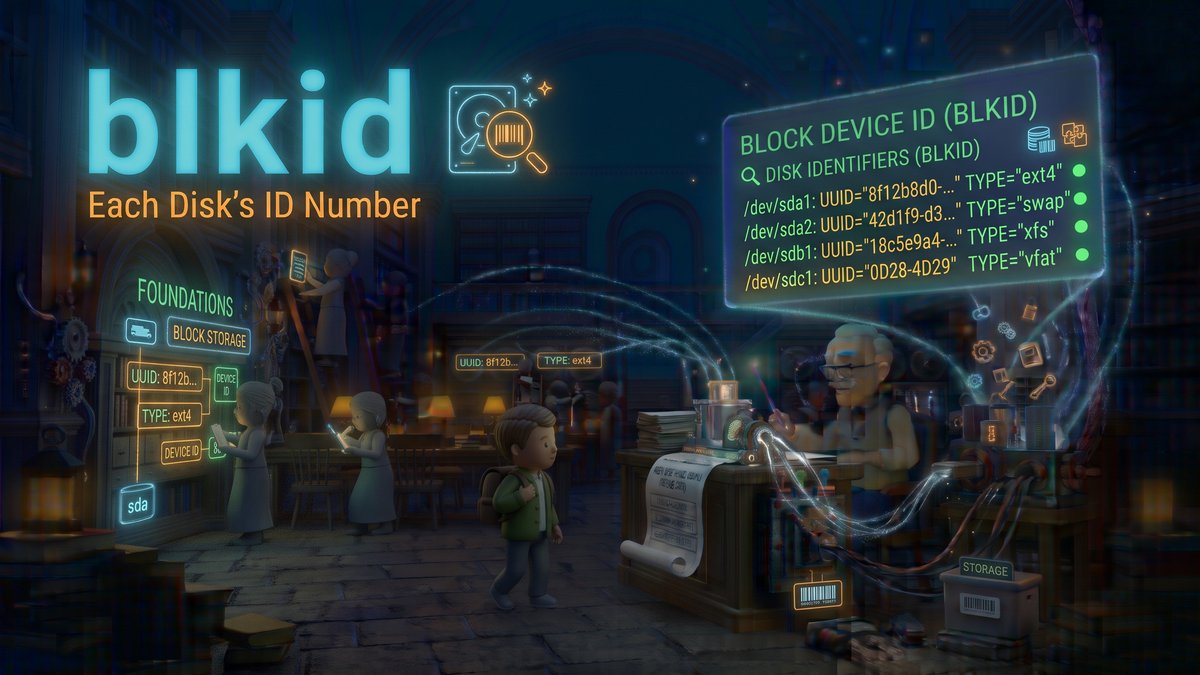 blkid
Each Disk's ID Number
BLOCK DEVICE ID (BLKID)
DISK IDENTIFIERS (BLKID)
/dev/sda1: UUID="8f12b8d0-..." TYPE="ext4"
/dev/sda2: UUID="42d1f9-d3..." TYPE="swap"
/dev/sdb1: UUID="18c5e9a4-..." TYPE="xfs"
/dev/sdc1: UUID="0D28-4D29" TYPE="vfat"
FOUNDATIONS
BLOCK STORAGE
UUID: 8f12b...
DEVICE ID
TYPE: ext4
DEVICE ID
sda
UUID: 8f12b...
TYPE: ext4
STORAGE